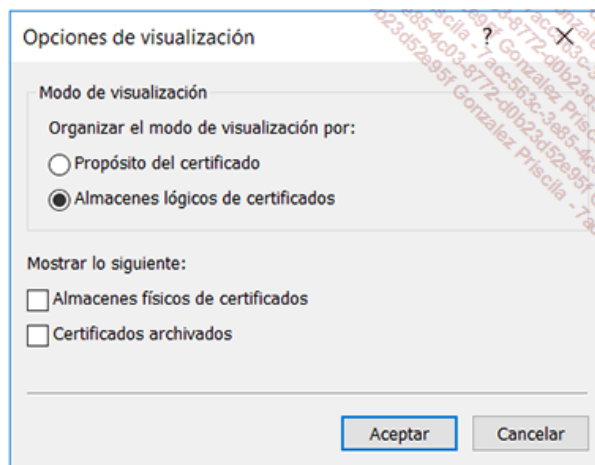 Opciones de visualización
?
Modo de visualización
Organizar el modo de visualización por:
Propósito del certificado
Almacenes lógicos de certificados
Mostrar lo siguiente:
Almacenes físicos de certificados
Certificados archivados
Aceptar
Cancelar